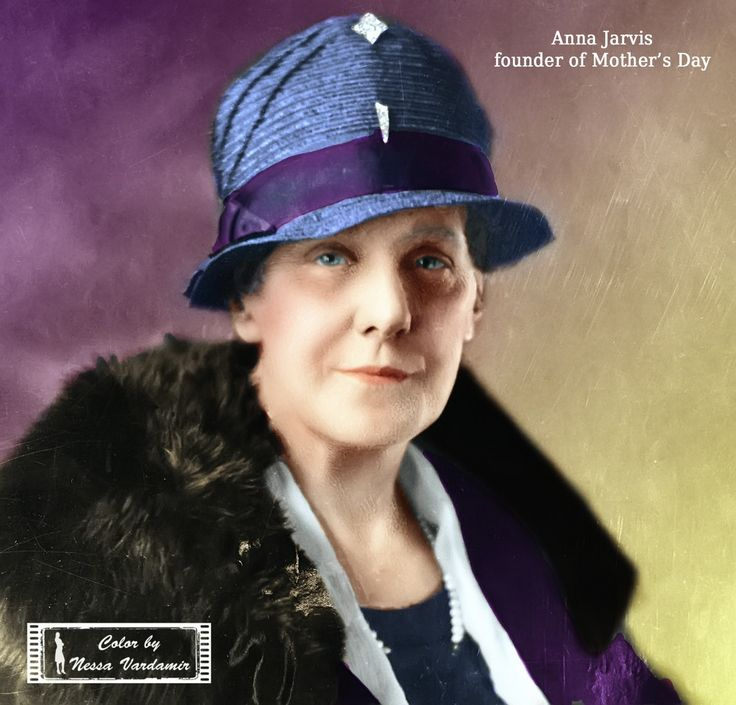 Anna Jarvis
founder of Mother’s Day
Color by
Nessa Vardamir